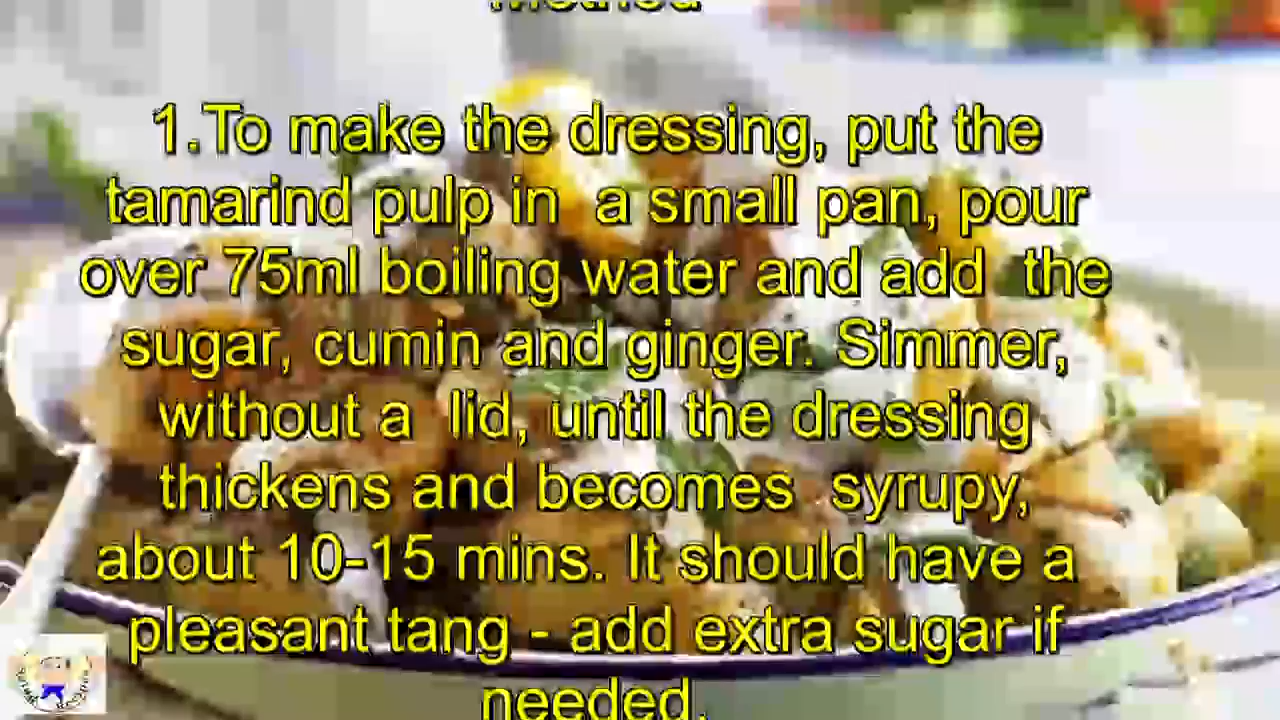 Method
1.To make the dressing, put the
tamarind pulp in a small pan, pour
over 75ml boiling water and add the
sugar, cumin and ginger. Simmer,
without a lid, until the dressing
thickens and becomes syrupy,
about 10-15 mins. It should have a
pleasant tang - add extra sugar if
needed.